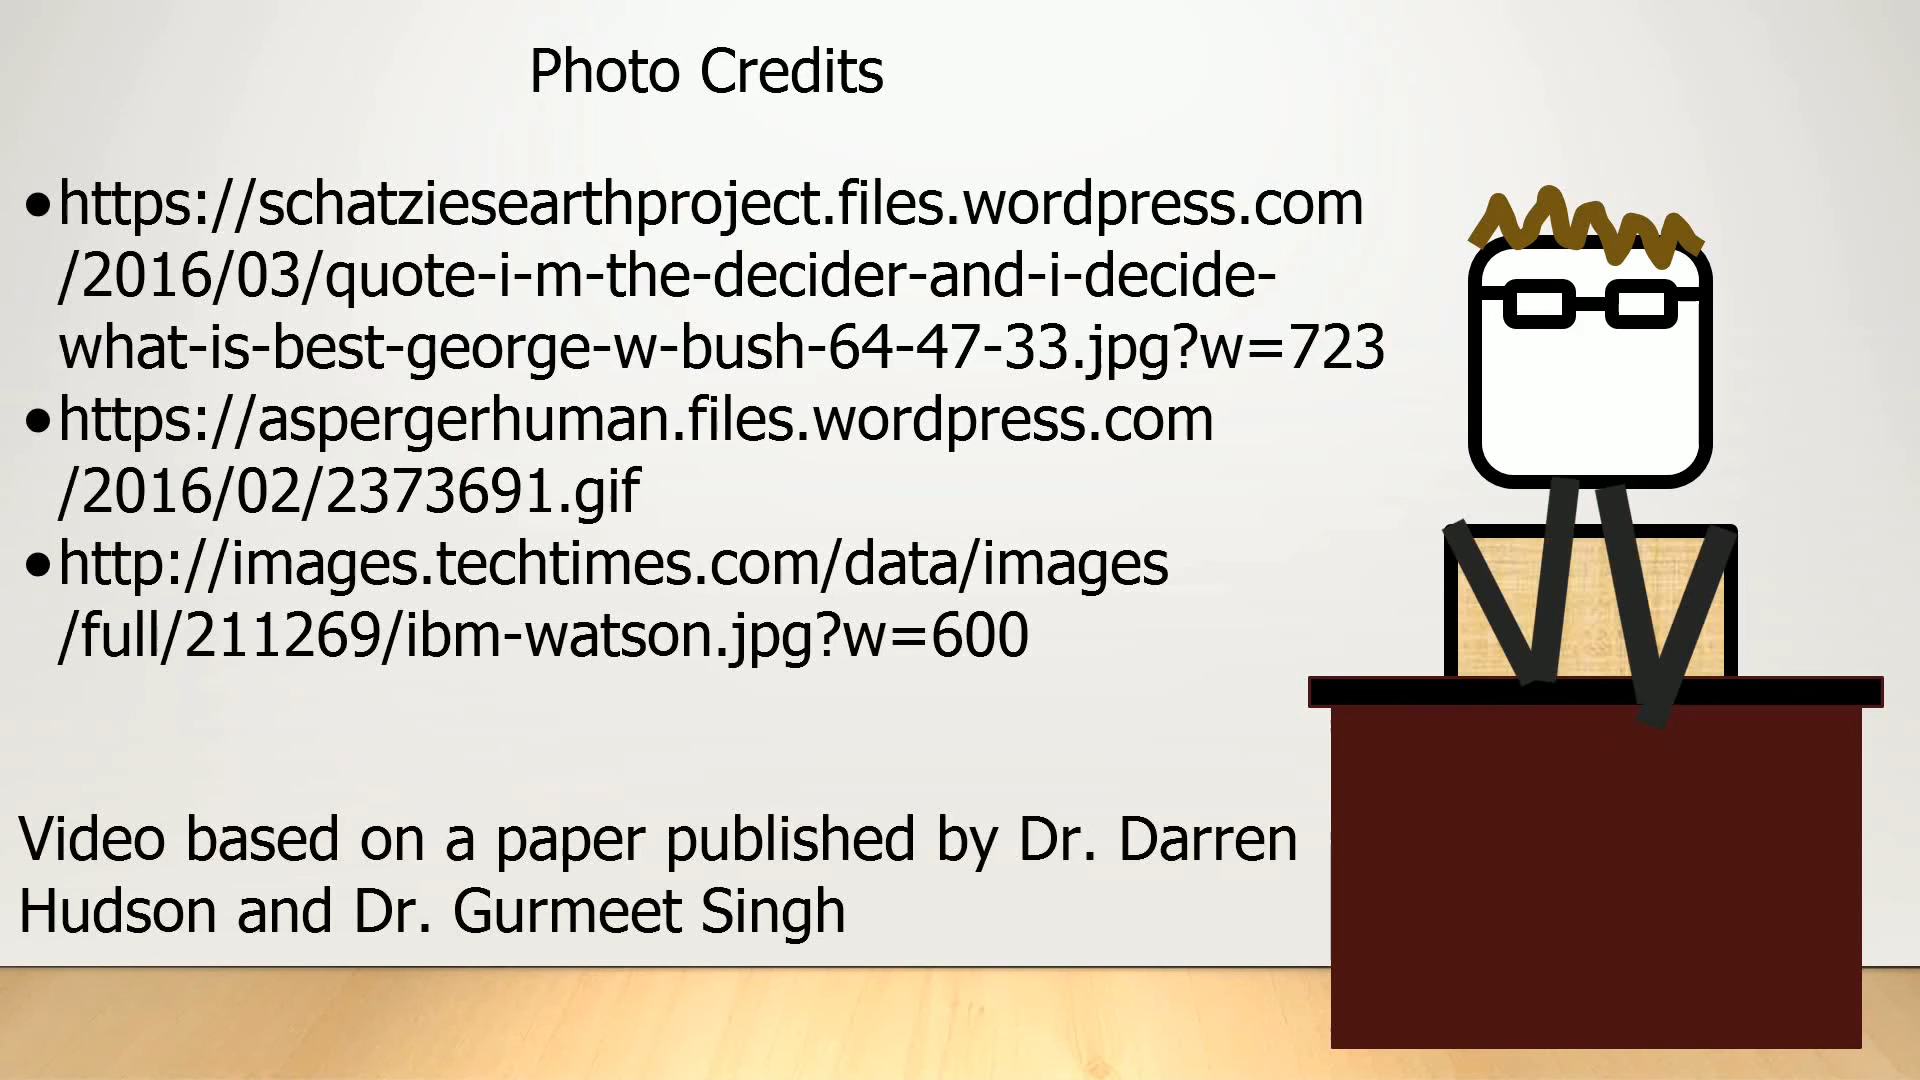 Photo Credits
•https://schatziesearthproject.files.wordpress.com
/2016/03/quote-i-m-the-decider-and-i-decide-
what-is-best-george-w-bush-64-47-33.jpg?w=723
•https://aspergerhuman.files.wordpress.com
/2016/02/2373691.gif
•http://images.techtimes.com/data/images
/full/211269/ibm-watson.jpg?w=600
Video based on a paper published by Dr. Darren
Hudson and Dr. Gurmeet Singh